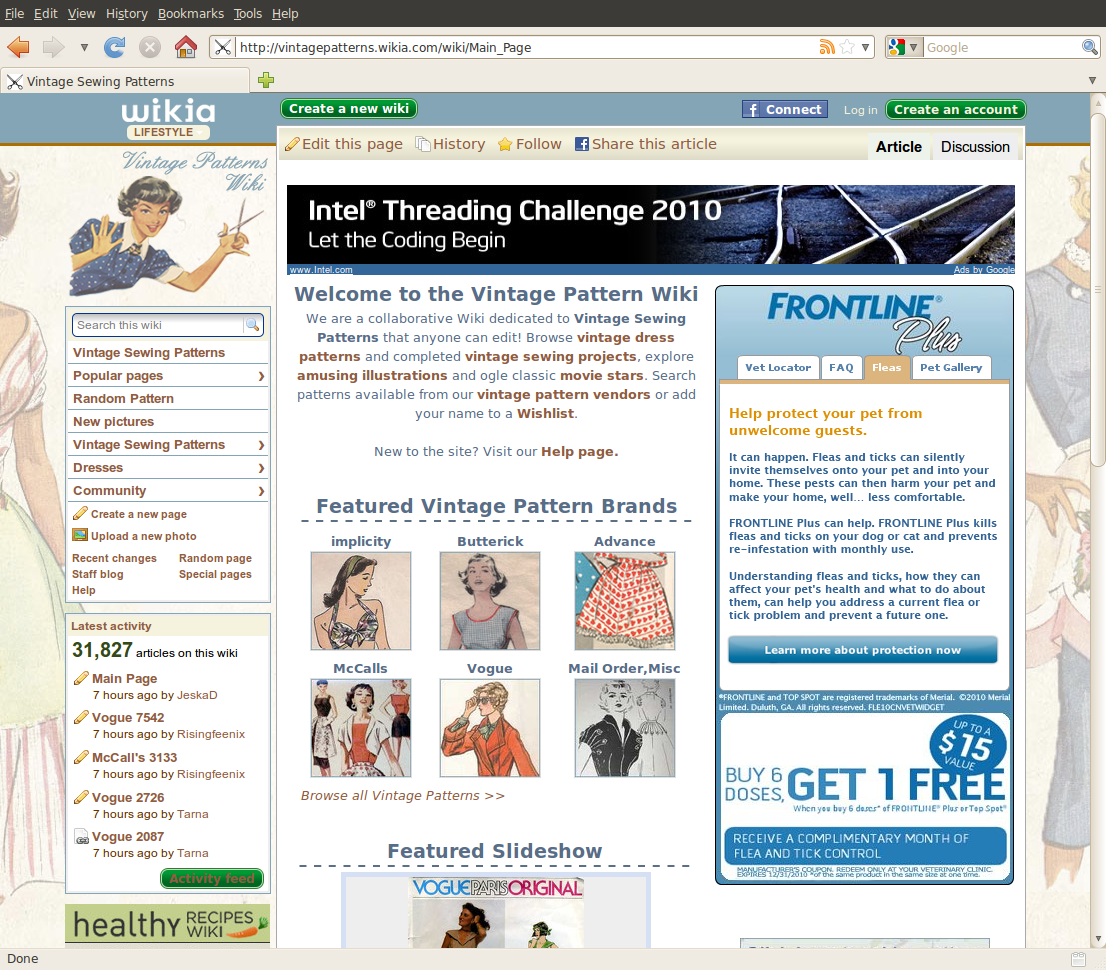 File Edit View History Bookmarks Tools Help
http://vintagepatterns.wikia.com/wiki/Main_Page
Google
Vintage Sewing Patterns
wikia
LIFESTYLE
Create a new wiki
Connect
Log in
Create an account
Edit this page
History
Follow
Share this article
Article
Discussion
Vintage Patterns
Wiki
Search this wiki
Vintage Sewing Patterns
Popular pages
Random Pattern
New pictures
Vintage Sewing Patterns
Dresses
Community
Create a new page
Upload a new photo
Recent changes Random page
Staff blog Special pages
Help
Latest activity
31,827 articles on this wiki
Main Page
7 hours ago by JeskaD
Vogue 7542
7 hours ago by Risingfeenix
McCall's 3133
7 hours ago by Risingfeenix
Vogue 2726
7 hours ago by Tarna
Vogue 2087
7 hours ago by Tarna
Activity feed
healthy RECIPES WIKI
Intel® Threading Challenge 2010
Let the Coding Begin
www.Intel.com
Ads by Google
Welcome to the Vintage Pattern Wiki
We are a collaborative Wiki dedicated to Vintage Sewing
Patterns that anyone can edit! Browse vintage dress
patterns and completed vintage sewing projects, explore
amusing illustrations and ogle classic movie stars. Search
patterns available from our vintage pattern vendors or add
your name to a Wishlist.
New to the site? Visit our Help page.
Featured Vintage Pattern Brands
implicity Butterick Advance
McCalls Vogue Mail Order,Misc
Browse all Vintage Patterns >>
Featured Slideshow
VOGUE PARIS ORIGINAL
FRONTLINE®
Plus
Vet Locator FAQ Fleas Pet Gallery
Help protect your pet from
unwelcome guests.
It can happen. Fleas and ticks can silently
invite themselves onto your pet and into your
home. These pests can then harm your pet and
make your home, well... less comfortable.
FRONTLINE Plus can help. FRONTLINE Plus kills
fleas and ticks on your dog or cat and prevents
re-infestation with monthly use.
Understanding fleas and ticks, how they can
affect your pet's health and what to do about
them, can help you address a current flea or
tick problem and prevent a future one.
Learn more about protection now
®FRONTLINE and TOP SPOT are registered trademarks of Merial. ©2010 Merial
Limited. Duluth, GA. All rights reserved. FLE10CNVETWIDGET
UP TO A
$15
VALUE
BUY 6
DOSES, GET 1 FREE
When you buy 6 doses* of FRONTLINE® Plus or Top Spot®
RECEIVE A COMPLIMENTARY MONTH OF
FLEA AND TICK CONTROL
MANUFACTURER'S COUPON. REDEEM ONLY AT YOUR VETERINARY CLINIC.
EXPIRES 12/31/2010 *of the same product in same size at one time.
Done